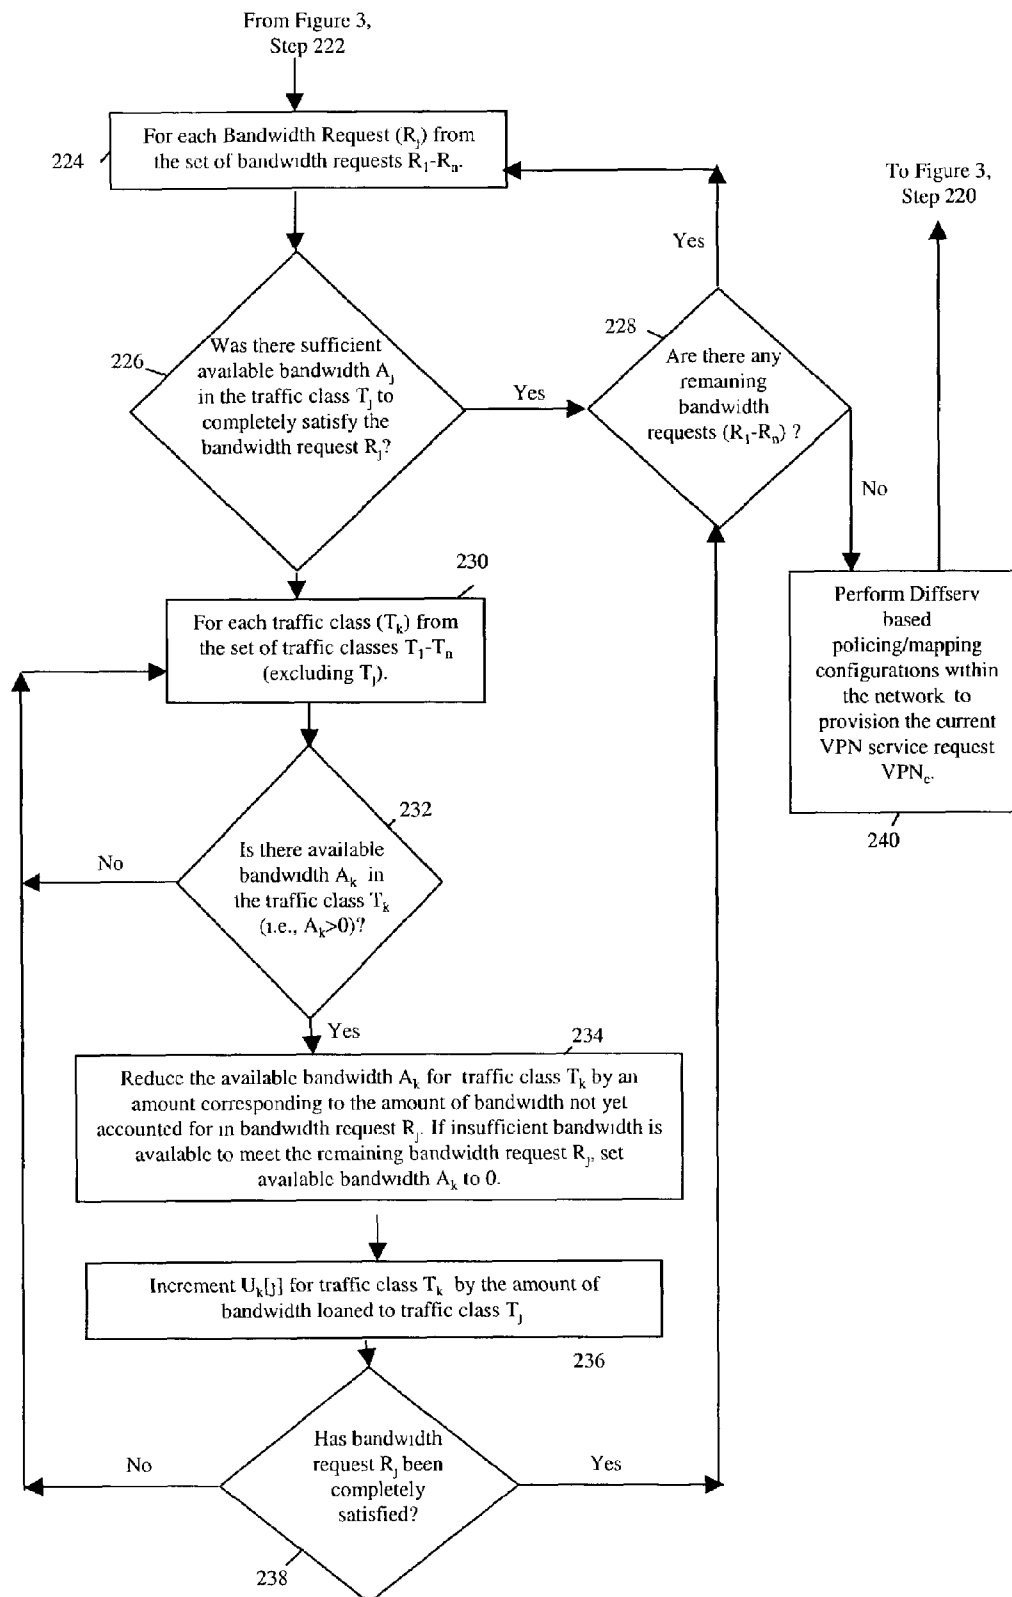 From Figure 3,
Step 222
For each Bandwidth Request (Rj) from
the set of bandwidth requests R1-Rn.
224
To Figure 3,
Step 220
Yes
Was there sufficient
available bandwidth Aj
in the traffic class Tj to
completely satisfy the
bandwidth request Rj?
226
Yes
228
Are there any
remaining
bandwidth
requests (R1-Rn) ?
No
230
For each traffic class (Tk) from
the set of traffic classes T1-Tn
(excluding Tj).
Perform Diffserv
based
policing/mapping
configurations within
the network to
provision the current
VPN service request
VPNc.
240
232
Is there available
bandwidth Ak in
the traffic class Tk
(i.e., Ak>0)?
No
Yes
234
Reduce the available bandwidth Ak for traffic class Tk by an
amount corresponding to the amount of bandwidth not yet
accounted for in bandwidth request Rj. If insufficient bandwidth is
available to meet the remaining bandwidth request Rj, set
available bandwidth Ak to 0.
Increment Uk[j] for traffic class Tk by the amount of
bandwidth loaned to traffic class Tj
236
Has bandwidth
request Rj been
completely
satisfied?
No
Yes
238